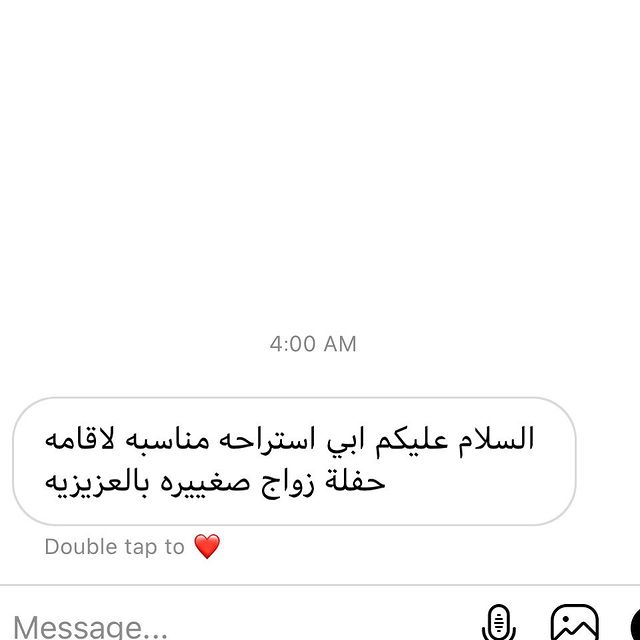 4:00 AM
السلام عليكم ابي استراحه مناسبه لاقامه
حفلة زواج صغييره بالعزيزيه
Double tap to ❤️
Message...